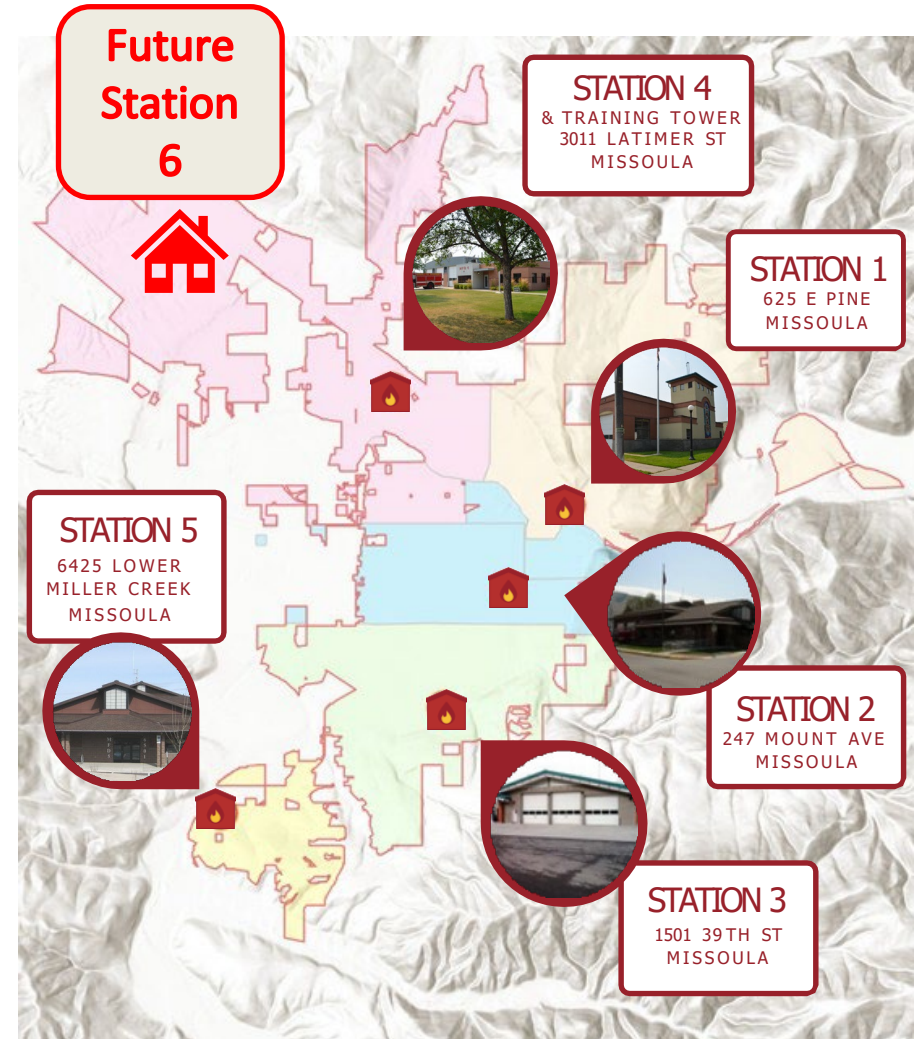 Future
Station
6
STATION 4
& TRAINING TOWER
3011 LATIMER ST
MISSOULA
STATION 1
625 E PINE
MISSOULA
STATION 5
6425 LOWER
MILLER CREEK
MISSOULA
STATION 2
247 MOUNT AVE
MISSOULA
STATION 3
1501 39TH ST
MISSOULA